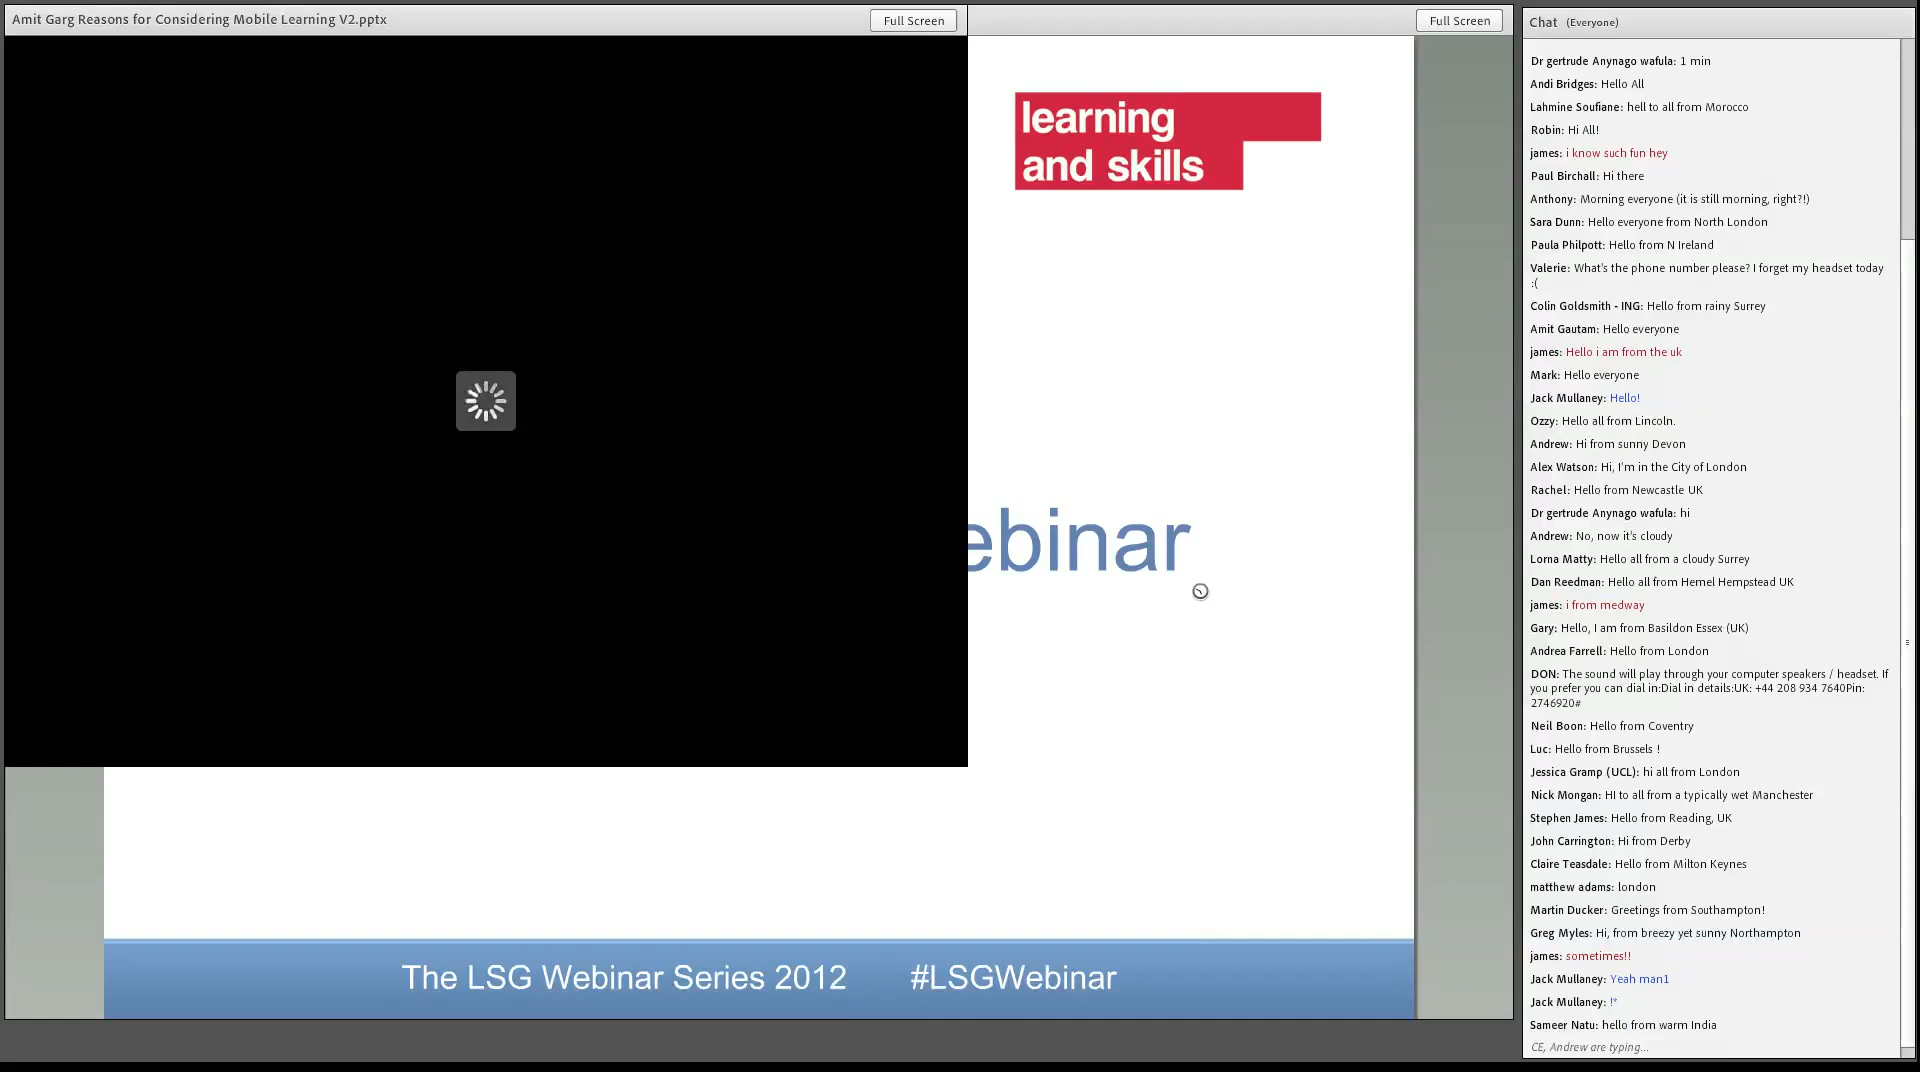 Amit Garg Reasons for Considering Mobile Learning V2.pptx
Full Screen
Full Screen
learning
and skills
ebinar
The LSG Webinar Series 2012 #LSGWebinar
Chat (Everyone)
Dr gertrude Anynago wafula: 1 min
Andi Bridges: Hello All
Lahmine Soufiane: hell to all from Morocco
Robin: Hi All!
james: i know such fun hey
Paul Birchall: Hi there
Anthony: Morning everyone (it is still morning, right?!)
Sara Dunn: Hello everyone from North London
Paula Philpott: Hello from N Ireland
Valerie: What's the phone number please? I forget my headset today
:(
Colin Goldsmith - ING: Hello from rainy Surrey
Amit Gautam: Hello everyone
james: Hello i am from the uk
Mark: Hello everyone
Jack Mullaney: Hello!
Ozzy: Hello all from Lincoln.
Andrew: Hi from sunny Devon
Alex Watson: Hi, I'm in the City of London
Rachel: Hello from Newcastle UK
Dr gertrude Anynago wafula: hi
Andrew: No, now it's cloudy
Lorna Matty: Hello all from a cloudy Surrey
Dan Reedman: Hello all from Hemel Hempstead UK
james: i from medway
Gary: Hello, I am from Basildon Essex (UK)
Andrea Farrell: Hello from London
DON: The sound will play through your computer speakers / headset. If
you prefer you can dial in:Dial in details:UK: +44 208 934 7640Pin:
2746920#
Neil Boon: Hello from Coventry
Luc: Hello from Brussels !
Jessica Gramp (UCL): hi all from London
Nick Mongan: HI to all from a typically wet Manchester
Stephen James: Hello from Reading, UK
John Carrington: Hi from Derby
Claire Teasdale: Hello from Milton Keynes
matthew adams: london
Martin Ducker: Greetings from Southampton!
Greg Myles: Hi, from breezy yet sunny Northampton
james: sometimes!!
Jack Mullaney: Yeah man1
Jack Mullaney: !*
Sameer Natu: hello from warm India
CE, Andrew are typing...